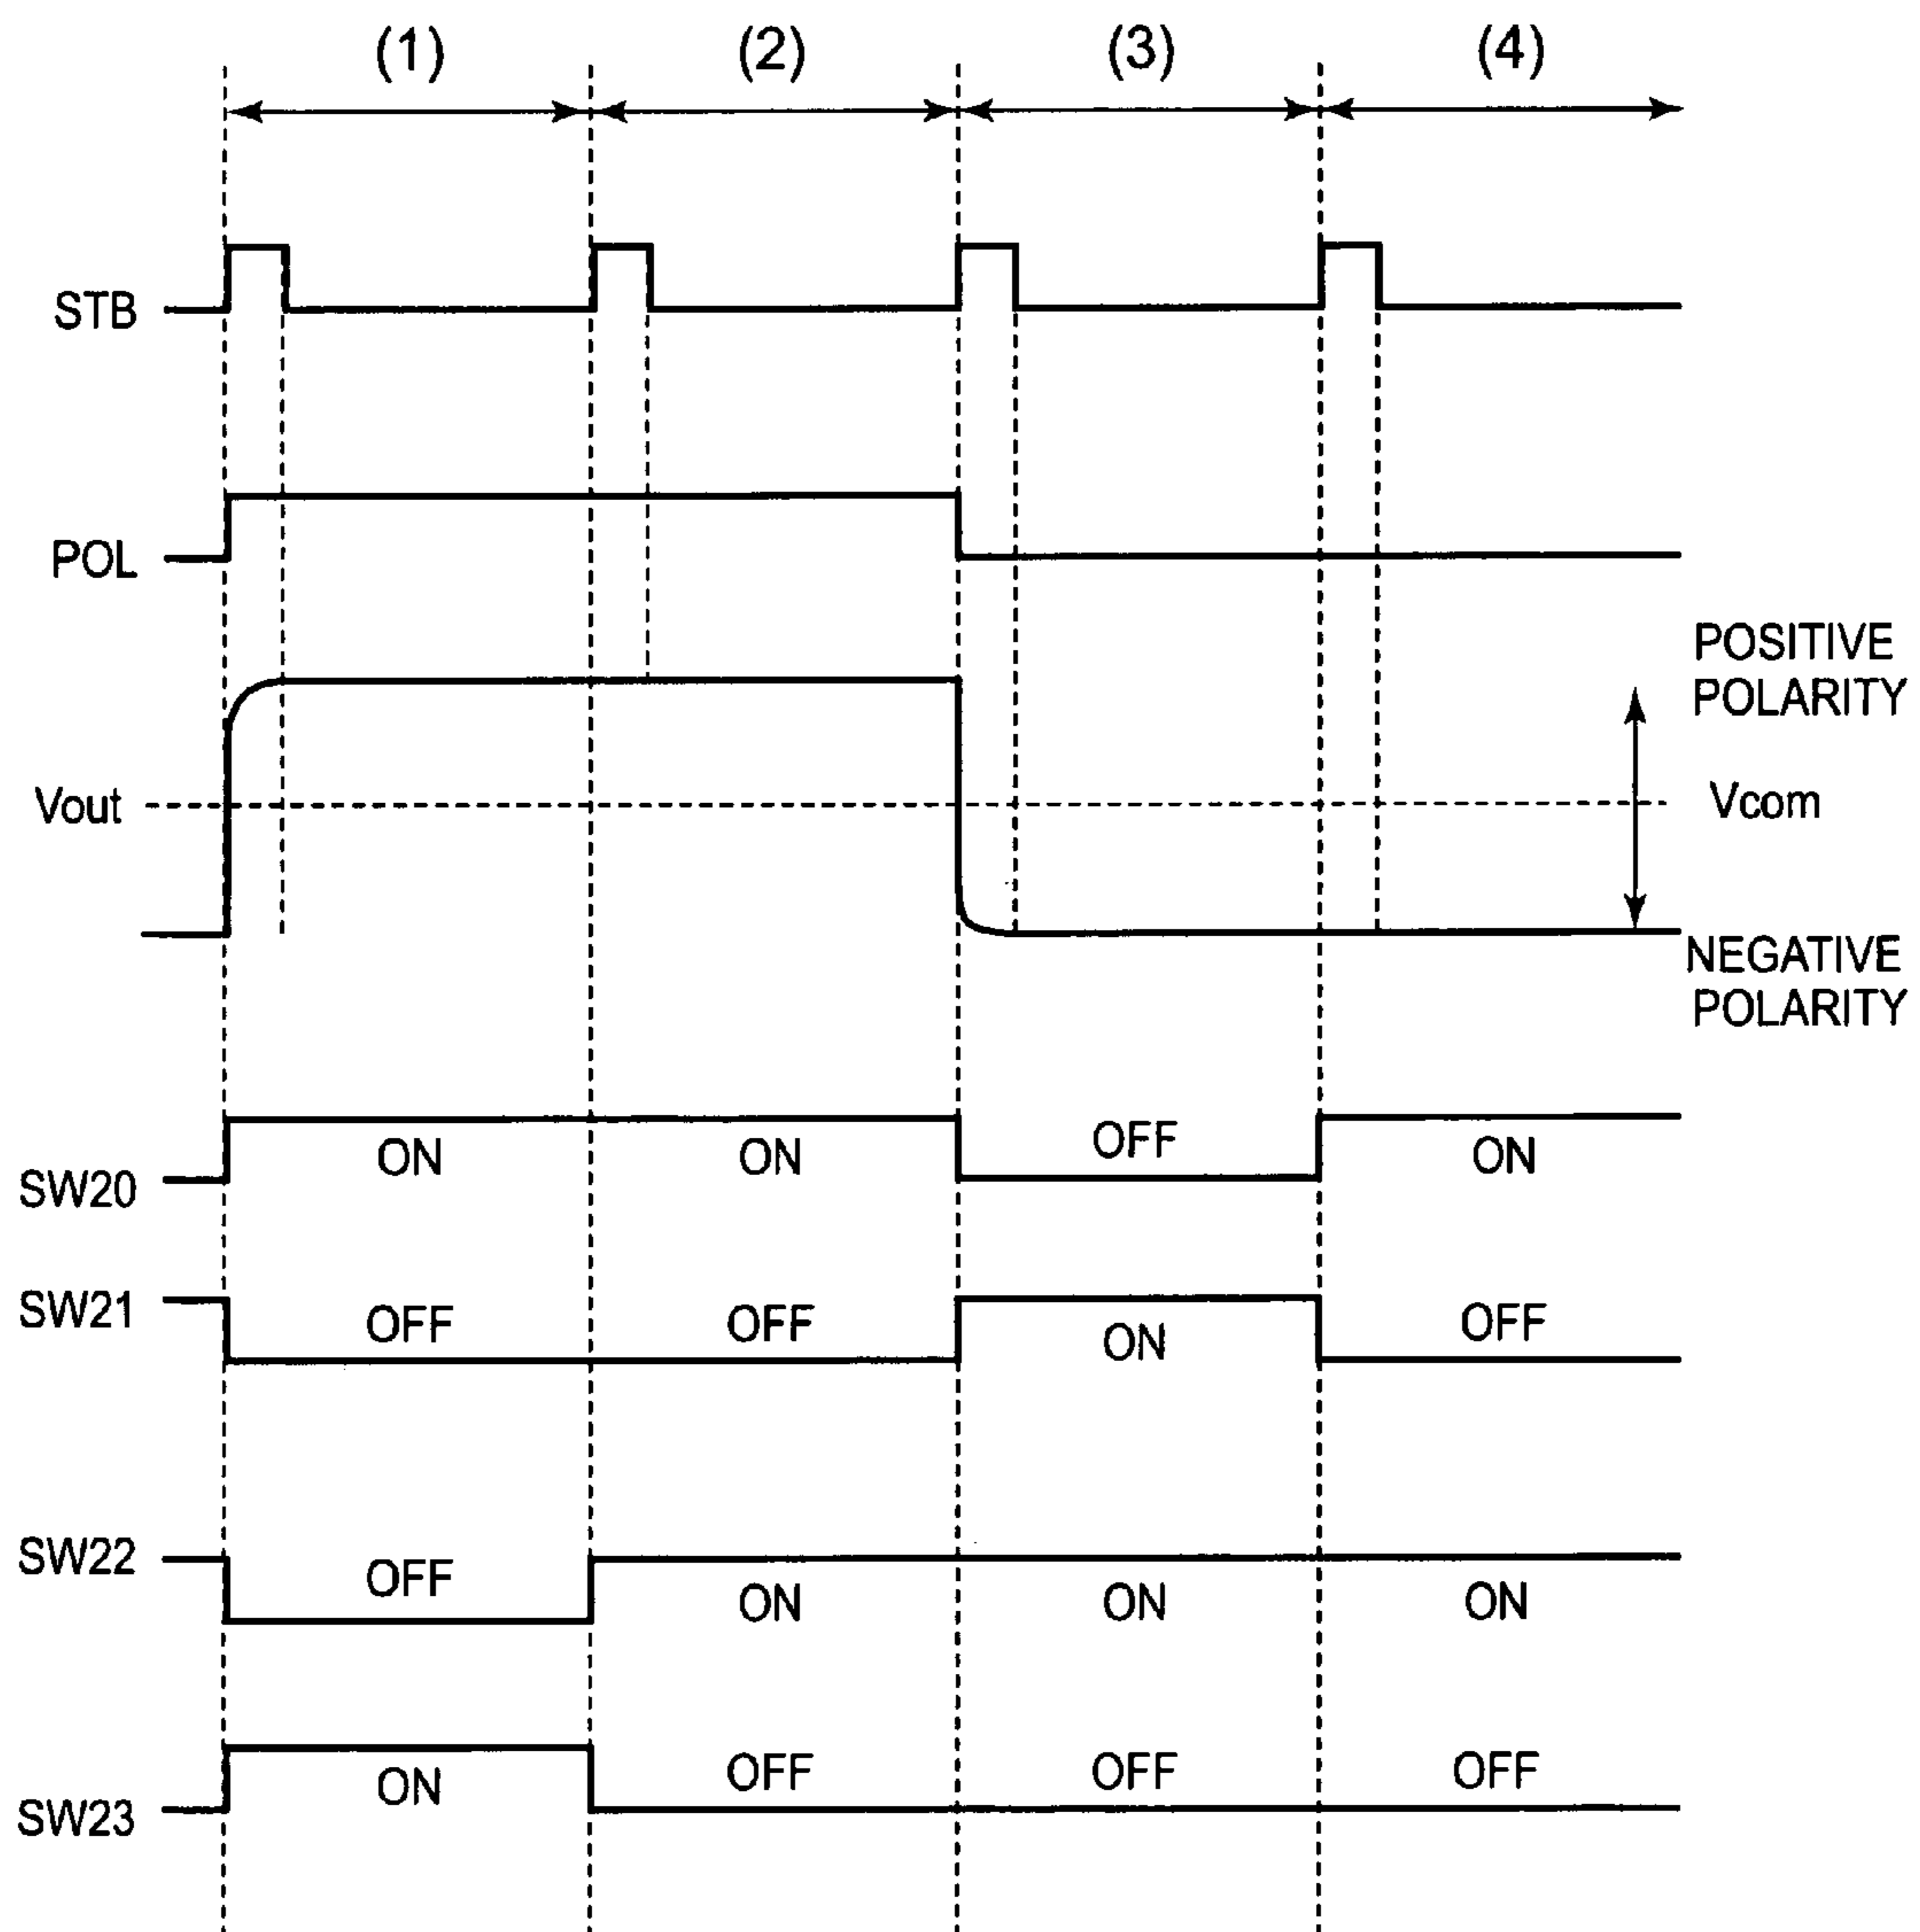 (1) (2) (3) (4)
STB
POL
POSITIVE
POLARITY
Vout
Vcom
NEGATIVE
POLARITY
SW20 ON ON OFF ON
SW21 OFF OFF ON OFF
SW22 OFF ON ON ON
SW23 ON OFF OFF OFF